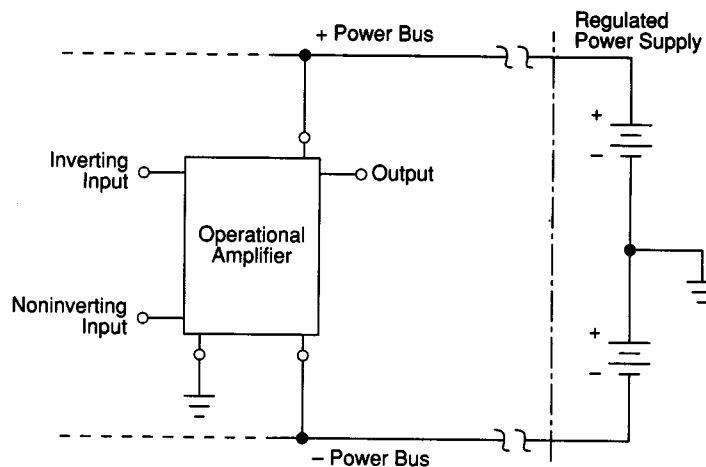 Regulated
Power Supply
+ Power Bus
+
−
Inverting
Input
Output
Operational
Amplifier
Noninverting
Input
+
−
− Power Bus